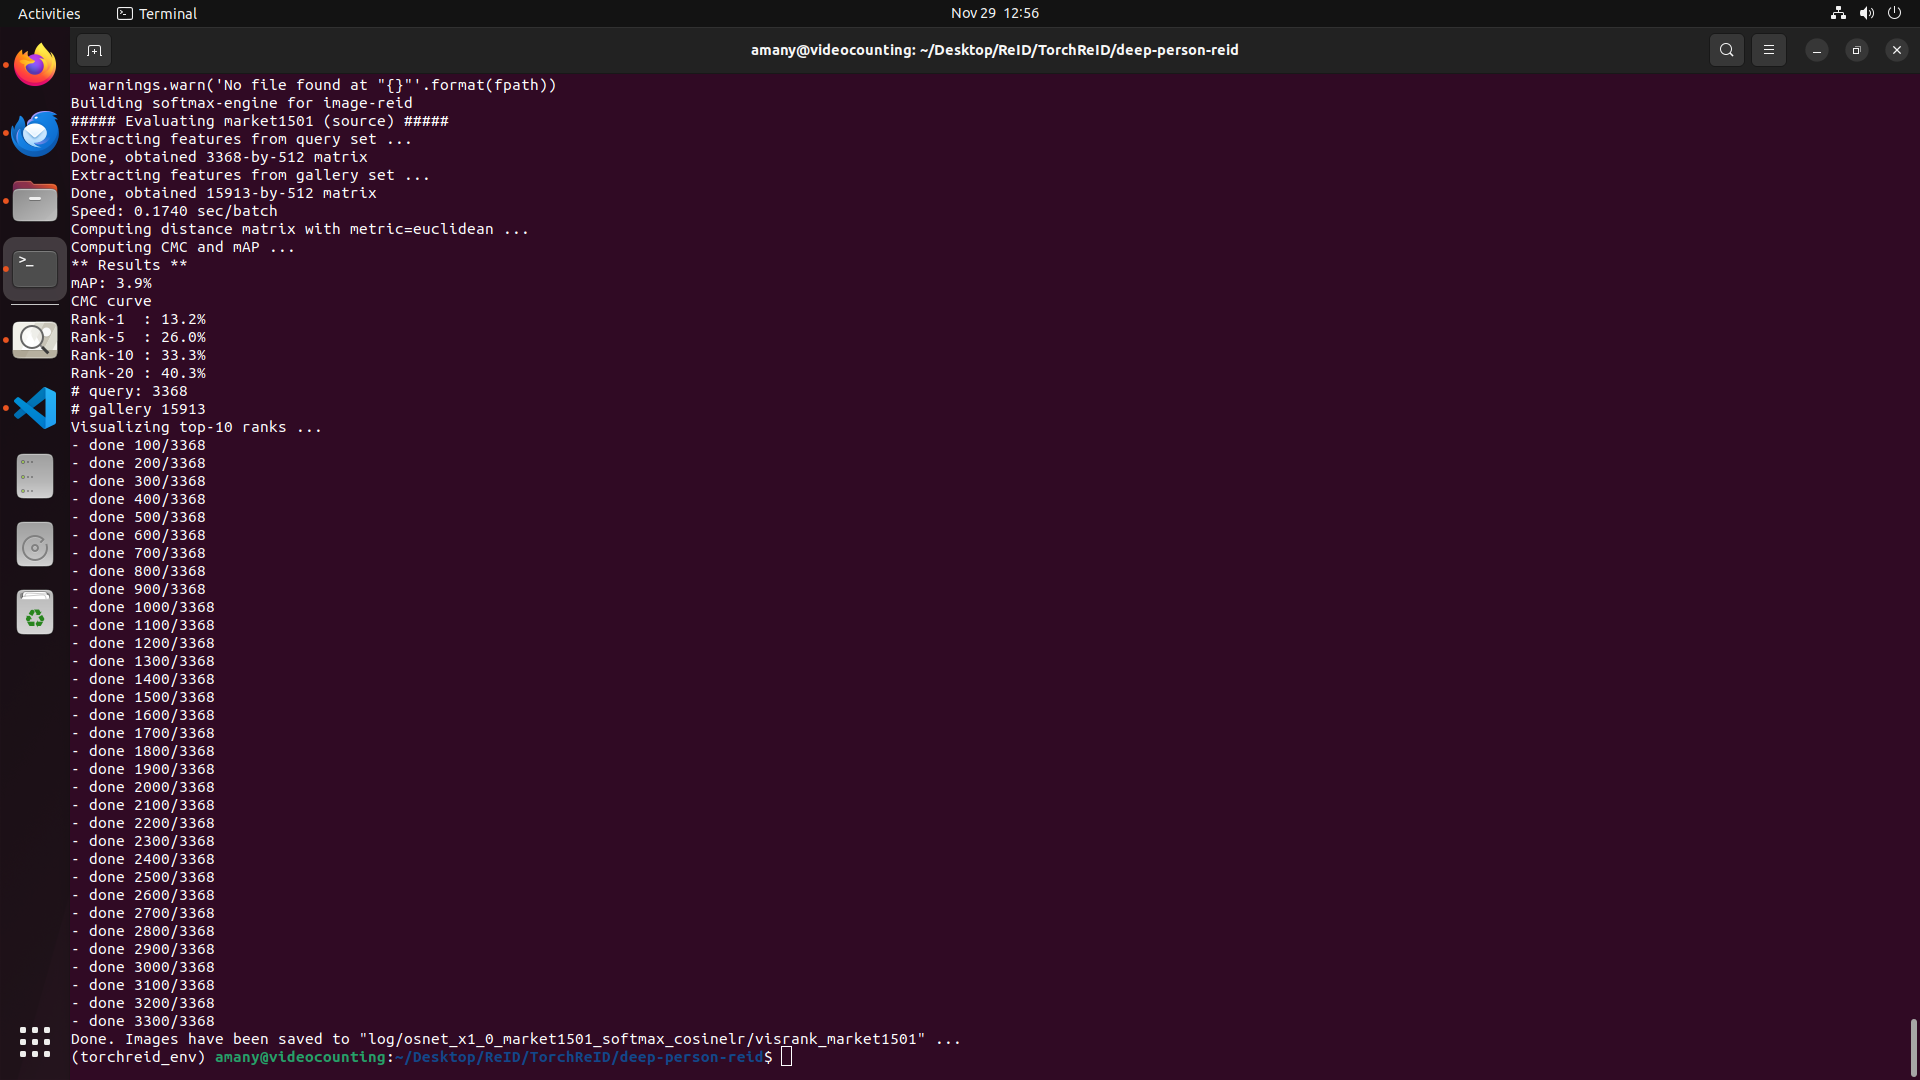 Activities
Terminal
Nov 29 12:56
amany@videocounting: ~/Desktop/ReID/TorchReID/deep-person-reid
warnings.warn('No file found at "{}"'.format(fpath))
Building softmax-engine for image-reid
##### Evaluating market1501 (source) #####
Extracting features from query set ...
Done, obtained 3368-by-512 matrix
Extracting features from gallery set ...
Done, obtained 15913-by-512 matrix
Speed: 0.1740 sec/batch
Computing distance matrix with metric=euclidean ...
Computing CMC and mAP ...
** Results **
mAP: 3.9%
CMC curve
Rank-1  : 13.2%
Rank-5  : 26.0%
Rank-10 : 33.3%
Rank-20 : 40.3%
# query: 3368
# gallery 15913
Visualizing top-10 ranks ...
- done 100/3368
- done 200/3368
- done 300/3368
- done 400/3368
- done 500/3368
- done 600/3368
- done 700/3368
- done 800/3368
- done 900/3368
- done 1000/3368
- done 1100/3368
- done 1200/3368
- done 1300/3368
- done 1400/3368
- done 1500/3368
- done 1600/3368
- done 1700/3368
- done 1800/3368
- done 1900/3368
- done 2000/3368
- done 2100/3368
- done 2200/3368
- done 2300/3368
- done 2400/3368
- done 2500/3368
- done 2600/3368
- done 2700/3368
- done 2800/3368
- done 2900/3368
- done 3000/3368
- done 3100/3368
- done 3200/3368
- done 3300/3368
Done. Images have been saved to "log/osnet_x1_0_market1501_softmax_cosinelr/visrank_market1501" ...
(torchreid_env) amany@videocounting:~/Desktop/ReID/TorchReID/deep-person-reid$